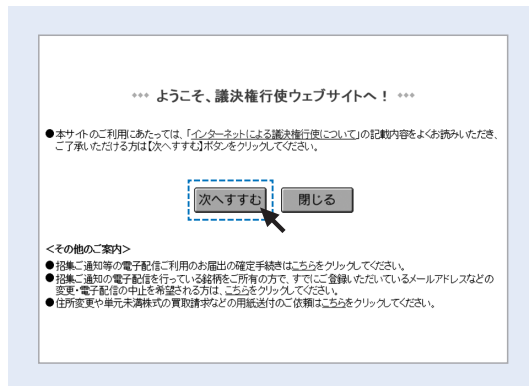 *** ようこそ、議決権行使ウェブサイトへ! ***
●本サイトのご利用にあたっては、「インターネットによる議決権行使について」の記載内容をよくお読みいただき、
ご了承いただける方は【次へすすむ】ボタンをクリックしてください。
次へすすむ 閉じる
<その他のご案内>
●招集ご通知等の電子配信ご利用のお届出の確定手続きはこちらをクリックしてください。
●招集ご通知の電子配信を行っている銘柄をご所有の方で、すでにご登録いただいているメールアドレスなどの
変更・電子配信の中止を希望される方は、こちらをクリックしてください。
●住所変更や単元未満株式の買取請求などの用紙送付のご依頼はこちらをクリックしてください。